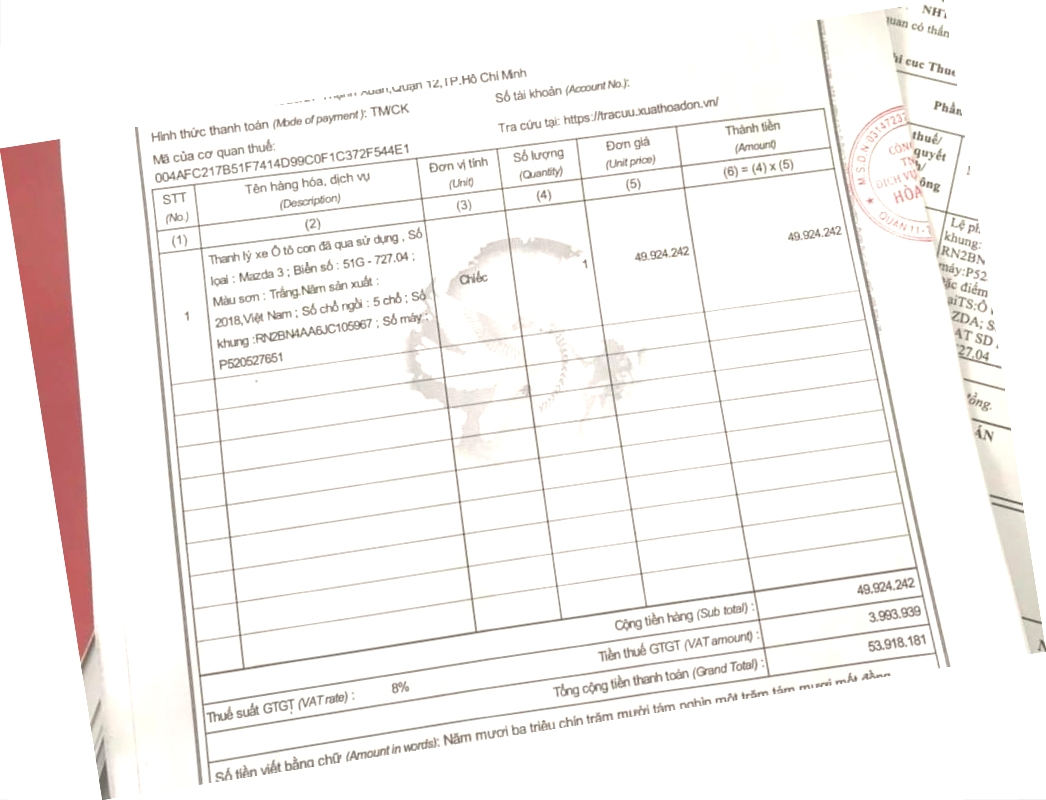 Xuân,Quận 12,TP.Hồ Chí Minh
Hình thức thanh toán (Mode of payment ): TM/CK
Số tài khoản (Account No.):
Mã của cơ quan thuế:
Tra cứu tại: https://tracuu.xuathoadon.vn/
004AFC217B51F7414D99C0F1C372F544E1
STT
(No.)
Tên hàng hóa, dịch vụ
(Description)
Đơn vị tính
(Unit)
Số lượng
(Quantity)
Đơn giá
(Unit price)
Thành tiền
(Amount)
(1)
(2)
(3)
(4)
(5)
(6) = (4) x (5)
1
Thanh lý xe Ô tô con đã qua sử dụng , Số
loại : Mazda 3 ; Biển số : 51G - 727.04 ;
Màu sơn : Trắng.Năm sản xuất :
2018,Việt Nam ; Số chỗ ngồi : 5 chỗ ; Số
khung :RN2BN4AA6JC105967 ; Số máy :
P520527651
Chiếc
1
49.924.242
49.924.242
Cộng tiền hàng (Sub total) :
49.924.242
Tiền thuế GTGT (VAT amount) :
3.993.939
Thuế suất GTGT (VAT rate) :
8%
Tổng cộng tiền thanh toán (Grand Total) :
53.918.181
Số tiền viết bằng chữ (Amount in words): Năm mươi ba triệu chín trăm mười tám nghìn một trăm tám mươi mốt đồng
M.S.D.N 0314723
CÔNG
TN
DỊCH VỤ
HÒA
QUẬN 11-T
NHT
quan có thẩn
hi cục Thuế
Phần
thuế/
quyết
h/
ông
Lệ ph
khung:
RN2BN
máy:P52
ặc điểm
aiTS:Ô
ZDA; S
AT SD
727.04
tổng.
ÁN